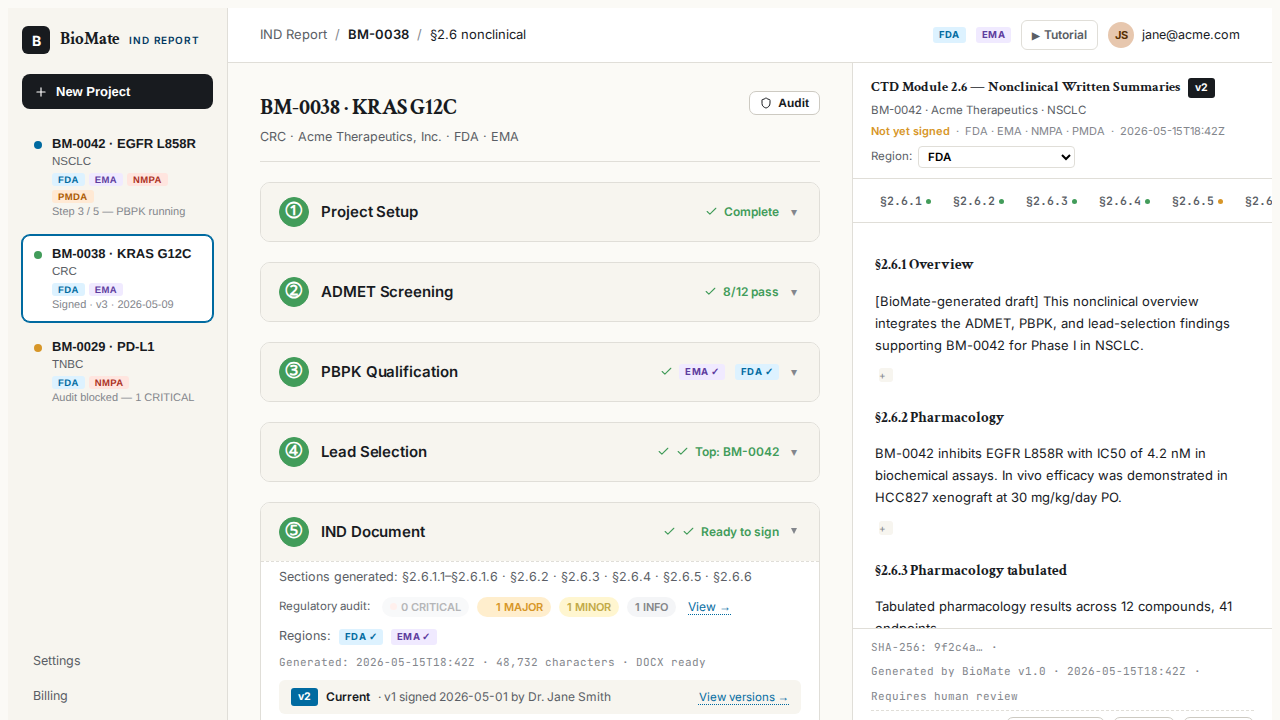 B BioMate IND REPORT
+ New Project
BM-0042 · EGFR L858R
NSCLC
FDA EMA NMPA
PMDA
Step 3 / 5 — PBPK running
BM-0038 · KRAS G12C
CRC
FDA EMA
Signed · v3 · 2026-05-09
BM-0029 · PD-L1
TNBC
FDA NMPA
Audit blocked — 1 CRITICAL
Settings
Billing
IND Report / BM-0038 / §2.6 nonclinical
FDA EMA ▶ Tutorial JS jane@acme.com
BM-0038 · KRAS G12C
Audit
CRC · Acme Therapeutics, Inc. · FDA · EMA
① Project Setup ✓ Complete ▼
② ADMET Screening ✓ 8/12 pass ▼
③ PBPK Qualification ✓ EMA ✓ FDA ✓ ▼
④ Lead Selection ✓ ✓ Top: BM-0042 ▼
⑤ IND Document ✓ ✓ Ready to sign ▼
Sections generated: §2.6.1.1–§2.6.1.6 · §2.6.2 · §2.6.3 · §2.6.4 · §2.6.5 · §2.6.6
Regulatory audit: 0 CRITICAL 1 MAJOR 1 MINOR 1 INFO View →
Regions: FDA ✓ EMA ✓
Generated: 2026-05-15T18:42Z · 48,732 characters · DOCX ready
v2 Current · v1 signed 2026-05-01 by Dr. Jane Smith View versions →
CTD Module 2.6 — Nonclinical Written Summaries v2
BM-0042 · Acme Therapeutics · NSCLC
Not yet signed · FDA · EMA · NMPA · PMDA · 2026-05-15T18:42Z
Region: FDA
§2.6.1 §2.6.2 §2.6.3 §2.6.4 §2.6.5 §2.6
§2.6.1 Overview
[BioMate-generated draft] This nonclinical overview
integrates the ADMET, PBPK, and lead-selection findings
supporting BM-0042 for Phase I in NSCLC.
+
§2.6.2 Pharmacology
BM-0042 inhibits EGFR L858R with IC50 of 4.2 nM in
biochemical assays. In vivo efficacy was demonstrated in
HCC827 xenograft at 30 mg/kg/day PO.
+
§2.6.3 Pharmacology tabulated
Tabulated pharmacology results across 12 compounds, 41
endpoints.
SHA-256: 9f2c4a… ·
Generated by BioMate v1.0 · 2026-05-15T18:42Z ·
Requires human review